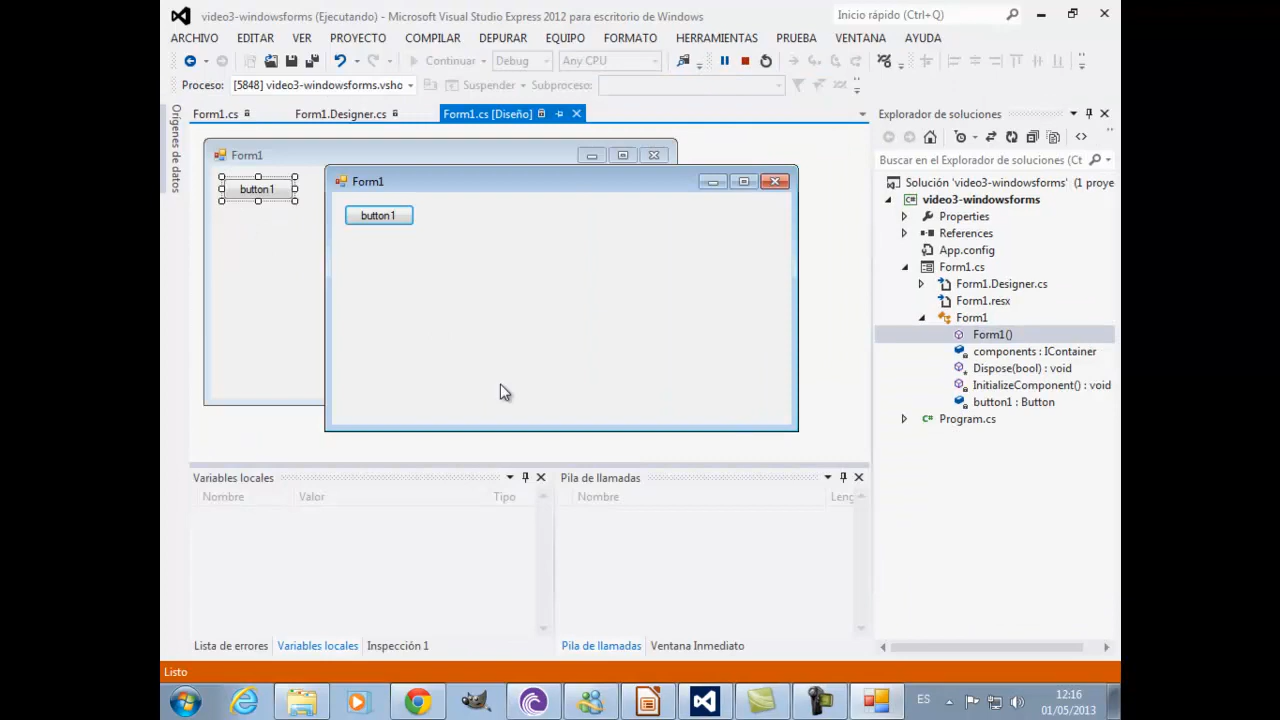 video3-windowsforms (Ejecutando) - Microsoft Visual Studio Express 2012 para escritorio de Windows
Inicio rápido (Ctrl+Q)
ARCHIVO EDITAR VER PROYECTO COMPILAR DEPURAR EQUIPO FORMATO HERRAMIENTAS PRUEBA VENTANA AYUDA
Continuar Debug Any CPU
Proceso: [5848] video3-windowsforms.vsho Suspender Subproceso:
Orígenes de datos
Form1.cs Form1.Designer.cs Form1.cs [Diseño]
Form1
button1
Form1
button1
Explorador de soluciones
Buscar en el Explorador de soluciones (Ct
Solución 'video3-windowsforms' (1 proye
video3-windowsforms
Properties
References
App.config
Form1.cs
Form1.Designer.cs
Form1.resx
Form1
Form1()
components : IContainer
Dispose(bool) : void
InitializeComponent() : void
button1 : Button
Program.cs
Variables locales
Nombre Valor Tipo
Pila de llamadas
Nombre Leng
Lista de errores Variables locales Inspección 1
Pila de llamadas Ventana Inmediato
Listo
ES
12:16
01/05/2013